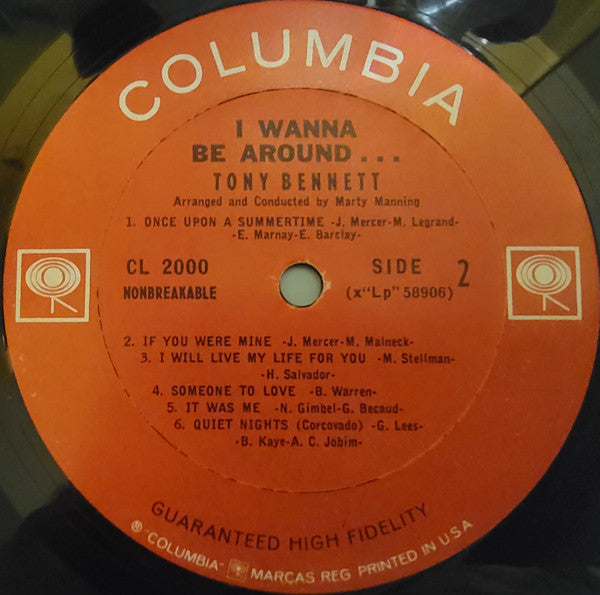 COLUMBIA
I WANNA
BE AROUND...
TONY BENNETT
Arranged and Conducted by Marty Manning
1. ONCE UPON A SUMMERTIME -J. Mercer-M. Legrand-
-E. Marnay-E. Barclay-
CL 2000
NONBREAKABLE
SIDE 2
(x"Lp" 58906)
2. IF YOU WERE MINE -J. Mercer-M. Malneck-
3. I WILL LIVE MY LIFE FOR YOU -M. Stellman-
-H. Salvador-
4. SOMEONE TO LOVE -B. Warren-
5. IT WAS ME -N. Gimbel-G. Becaud-
6. QUIET NIGHTS (Corcovado) -G. Lees-
-B. Kaye-A. C. Jobim-
GUARANTEED HIGH FIDELITY
® "COLUMBIA" MARCAS REG PRINTED IN U.S.A.